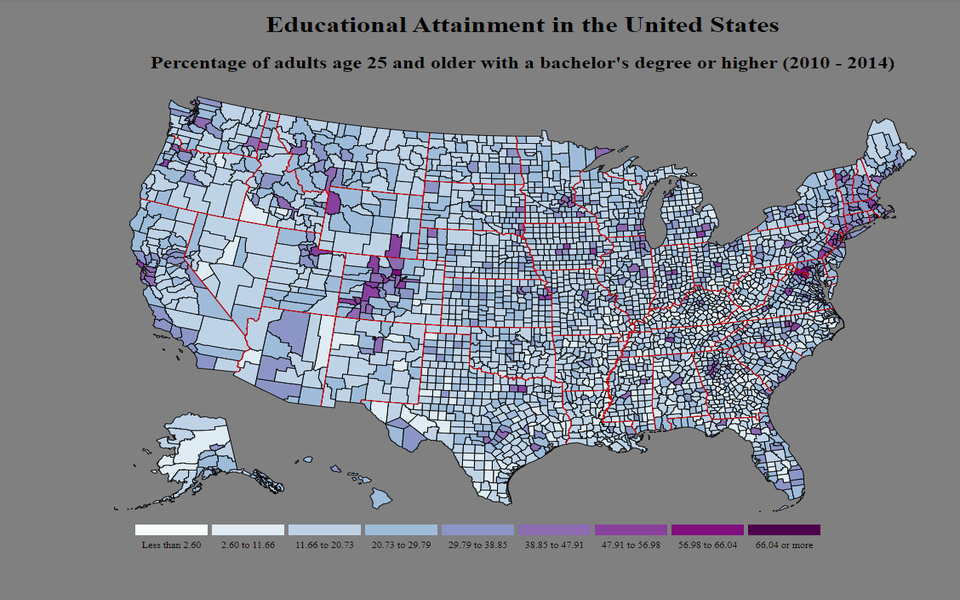 Educational Attainment in the United States
Percentage of adults age 25 and older with a bachelor's degree or higher (2010 - 2014)
Less than 2.60 2.60 to 11.66 11.66 to 20.73 20.73 to 29.79 29.79 to 38.85 38.85 to 47.91 47.91 to 56.98 56.98 to 66.04 66.04 or more